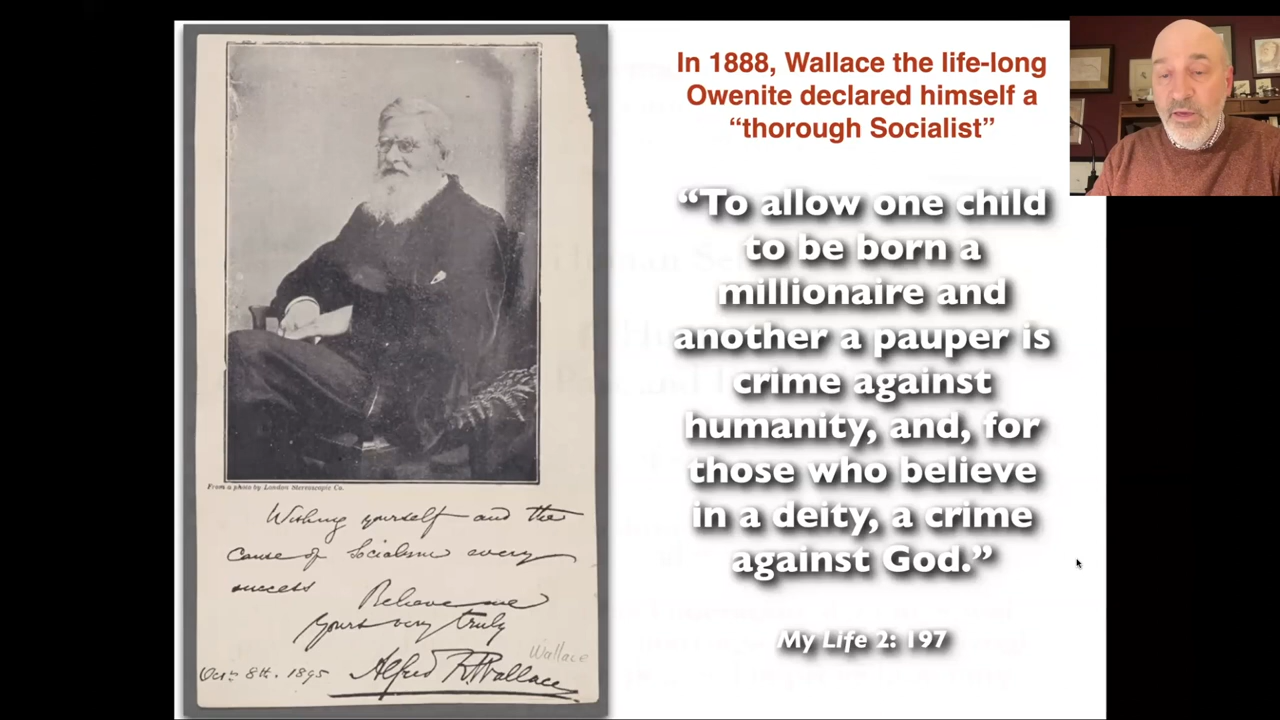 From a photo by London Stereoscopic Co.
Wishing yourself and the
cause of Socialism every
success
Believe me
Yours very truly
Wallace
Octr. 8th. 1895 Alfred R. Wallace
In 1888, Wallace the life-long
Owenite declared himself a
“thorough Socialist”
“To allow one child
to be born a
millionaire and
another a pauper is
crime against
humanity, and, for
those who believe
in a deity, a crime
against God.”
My Life 2: 197